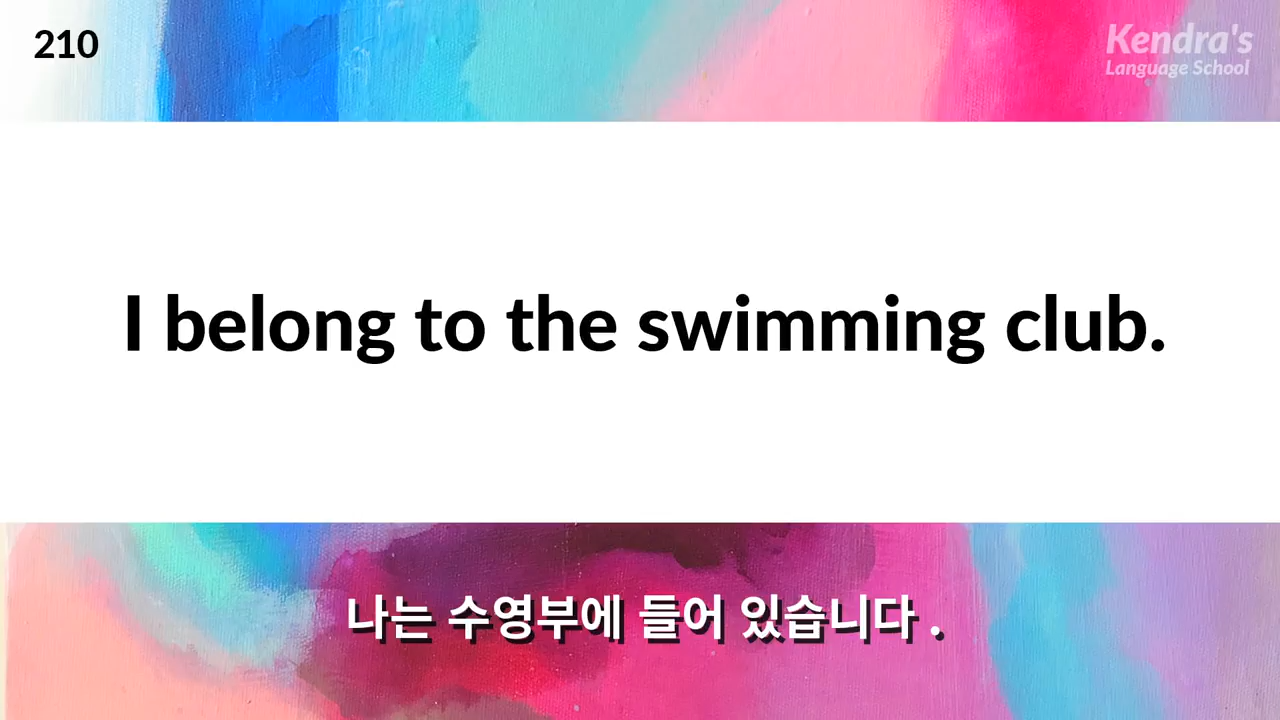 210
Kendra's
Language School
I belong to the swimming club.
나는 수영부에 들어 있습니다 .